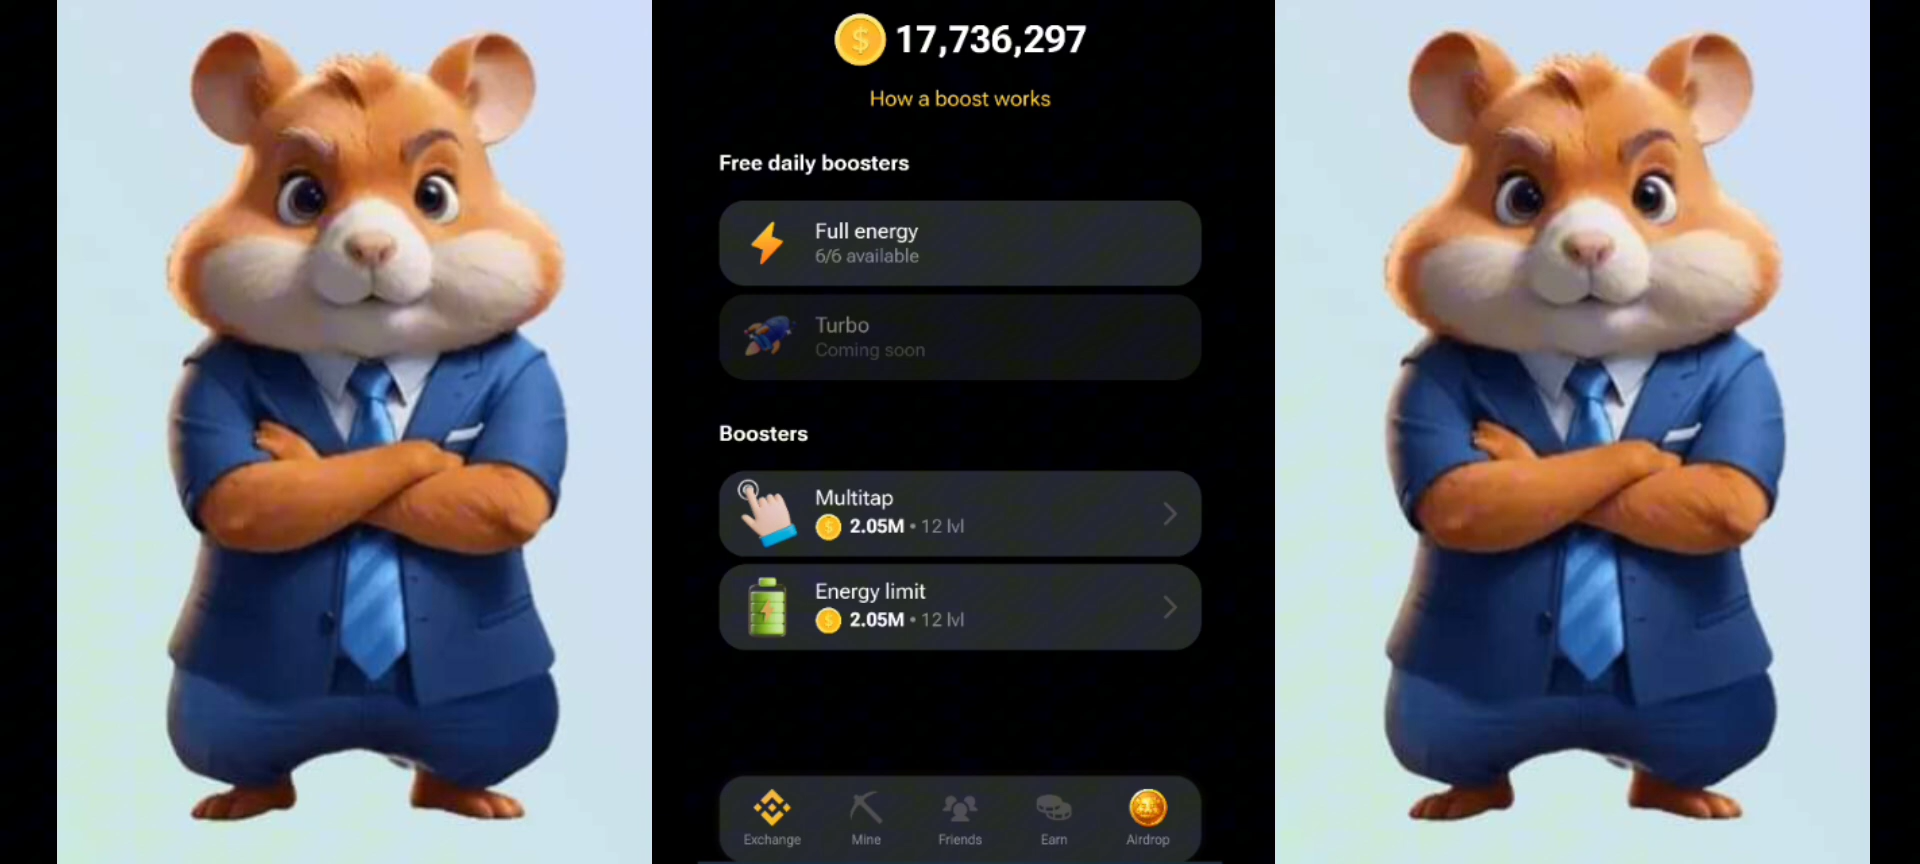 17,736,297
How a boost works
Free daily boosters
Full energy
6/6 available
Turbo
Coming soon
Boosters
Multitap
2.05M • 12 lvl
Energy limit
2.05M • 12 lvl
Exchange Mine Friends Earn Airdrop